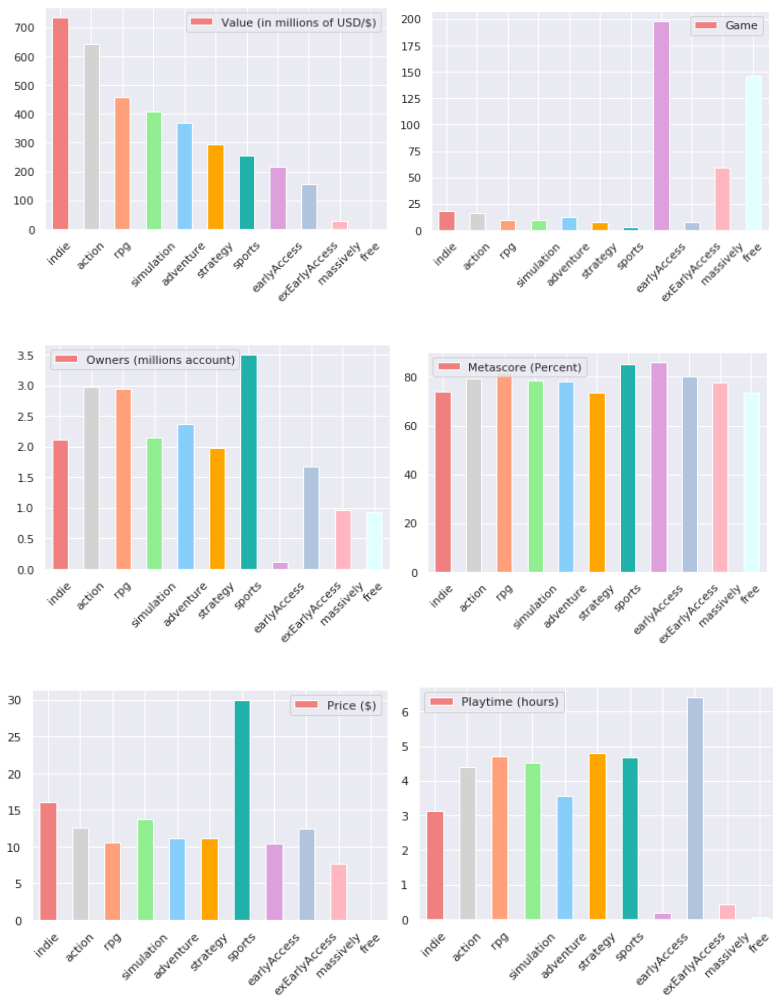 Value (in millions of USD/$)
700
600
500
400
300
200
100
0
indie
action
rpg
simulation
adventure
strategy
sports
earlyAccess
exEarlyAccess
massively
free
Game
200
175
150
125
100
75
50
25
0
indie
action
rpg
simulation
adventure
strategy
sports
earlyAccess
exEarlyAccess
massively
free
Owners (millions account)
3.5
3.0
2.5
2.0
1.5
1.0
0.5
0.0
indie
action
rpg
simulation
adventure
strategy
sports
earlyAccess
exEarlyAccess
massively
free
Metascore (Percent)
80
60
40
20
0
indie
action
rpg
simulation
adventure
strategy
sports
earlyAccess
exEarlyAccess
massively
free
Price ($)
30
25
20
15
10
5
0
indie
action
rpg
simulation
adventure
strategy
sports
earlyAccess
exEarlyAccess
massively
free
Playtime (hours)
6
5
4
3
2
1
0
indie
action
rpg
simulation
adventure
strategy
sports
earlyAccess
exEarlyAccess
massively
free